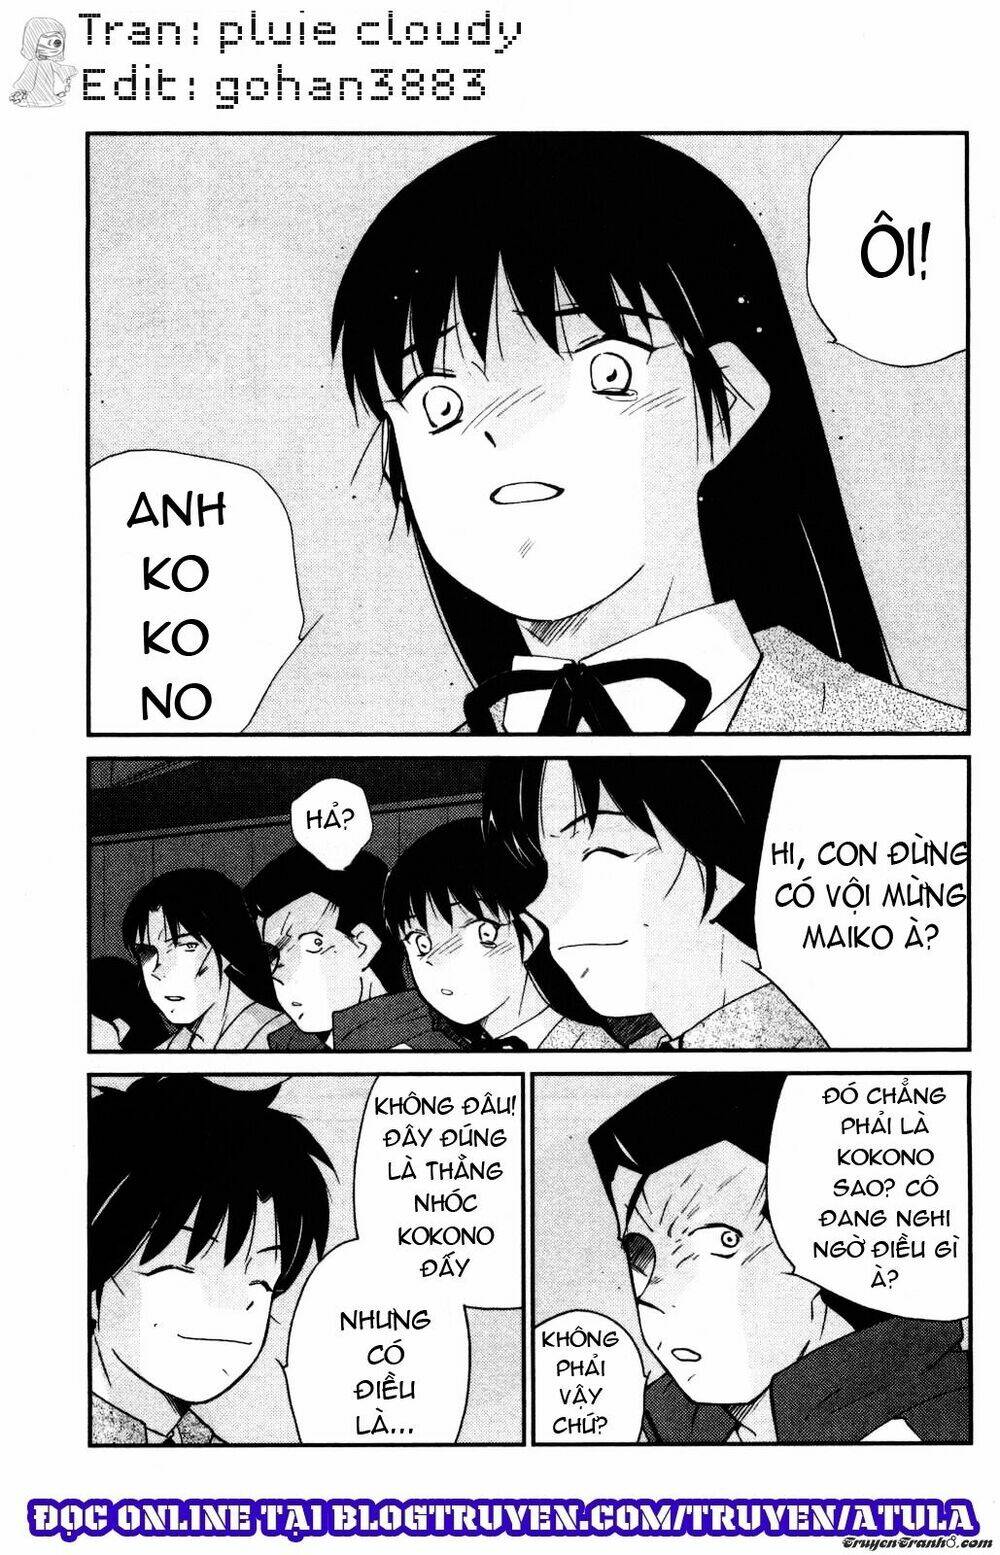 Tran: pluie cloudy
Edit: gohan3883
ÔI!
ANH
KO
KO
NO
HẢ?
HI, CON ĐỪNG
CÓ VỘI MỪNG
MAIKO À?
ĐÓ CHẲNG
PHẢI LÀ
KOKONO
SAO? CÔ
ĐANG NGHI
NGỜ ĐIỀU GÌ
À?
KHÔNG
PHẢI
VẬY
CHỨ?
KHÔNG ĐÂU!
ĐÂY ĐÚNG
LÀ THẰNG
NHÓC
KOKONO
ĐẤY
NHƯNG
CÓ
ĐIỀU
LÀ...
ĐỌC ONLINE TẠI BLOGTRUYEN.COM/TRUYEN/ATULA
TruyenTranh8.com